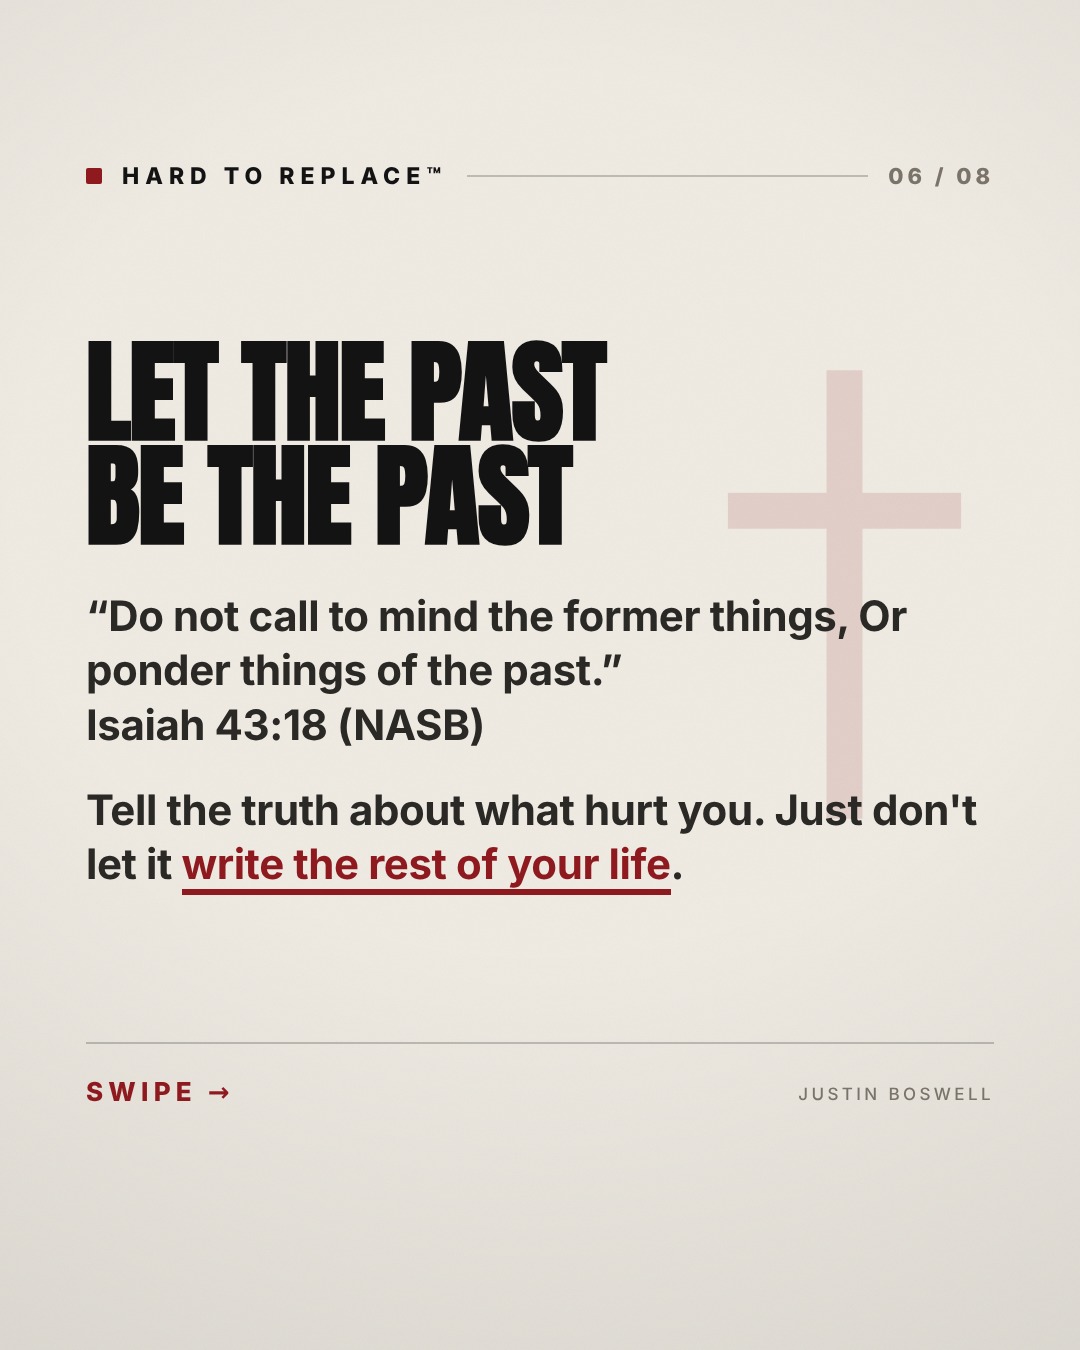 HARD TO REPLACE™
06 / 08
LET THE PAST
BE THE PAST
“Do not call to mind the former things, Or
ponder things of the past.”
Isaiah 43:18 (NASB)
Tell the truth about what hurt you. Just don't
let it write the rest of your life.
SWIPE →
JUSTIN BOSWELL